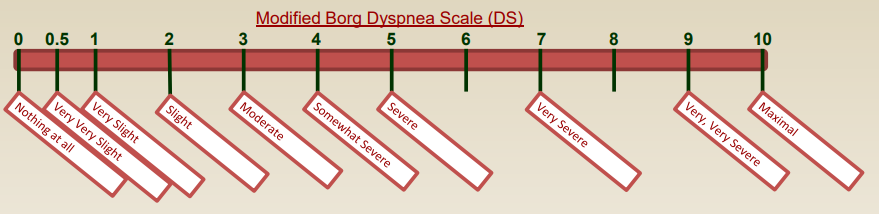 Modified Borg Dyspnea Scale (DS)
0 0.5 1 2 3 4 5 6 7 8 9 10
Nothing at all
Very Very Slight
Very Slight
Slight
Moderate
Somewhat Severe
Severe
Very Severe
Very, Very Severe
Maximal